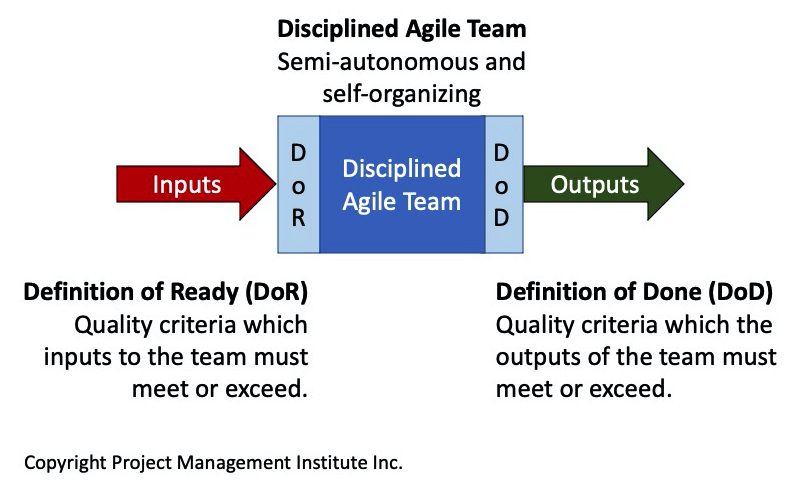 Disciplined Agile Team
Semi-autonomous and
self-organizing
Inputs
D
o
R
Disciplined
Agile Team
D
o
D
Outputs
Definition of Ready (DoR)
Quality criteria which
inputs to the team must
meet or exceed.
Definition of Done (DoD)
Quality criteria which the
outputs of the team must
meet or exceed.
Copyright Project Management Institute Inc.